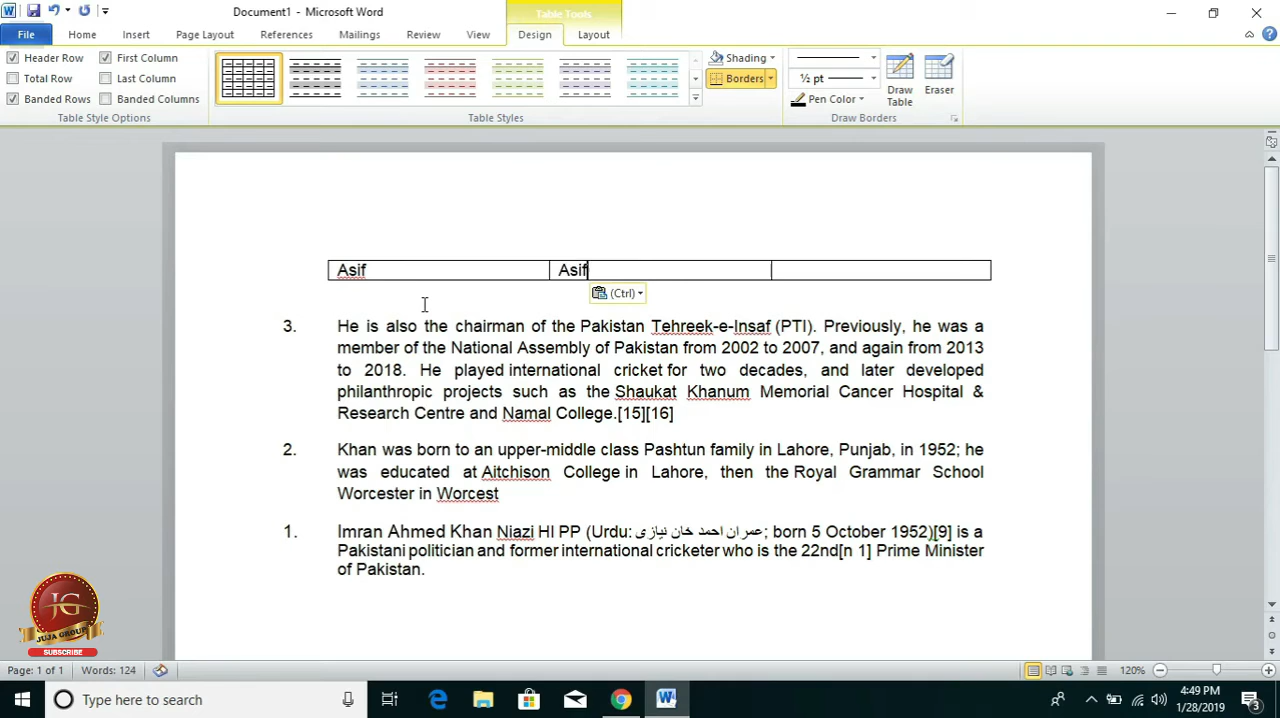 Document1 - Microsoft Word
Table Tools
File Home Insert Page Layout References Mailings Review View Design Layout
Header Row First Column
Total Row Last Column
Banded Rows Banded Columns
Table Style Options
Table Styles
Shading
Borders
½ pt
Pen Color
Draw Table
Eraser
Draw Borders
Asif Asif
(Ctrl)
3. He is also the chairman of the Pakistan Tehreek-e-Insaf (PTI). Previously, he was a
member of the National Assembly of Pakistan from 2002 to 2007, and again from 2013
to 2018. He played international cricket for two decades, and later developed
philanthropic projects such as the Shaukat Khanum Memorial Cancer Hospital &
Research Centre and Namal College.[15][16]
2. Khan was born to an upper-middle class Pashtun family in Lahore, Punjab, in 1952; he
was educated at Aitchison College in Lahore, then the Royal Grammar School
Worcester in Worcest
1. Imran Ahmed Khan Niazi HI PP (Urdu: عمران احمد خان نیازی; born 5 October 1952)[9] is a
Pakistani politician and former international cricketer who is the 22nd[n 1] Prime Minister
of Pakistan.
JG
JUJA GROUP
SUBSCRIBE
Page: 1 of 1 Words: 124 120%
Type here to search
4:49 PM
1/28/2019
3